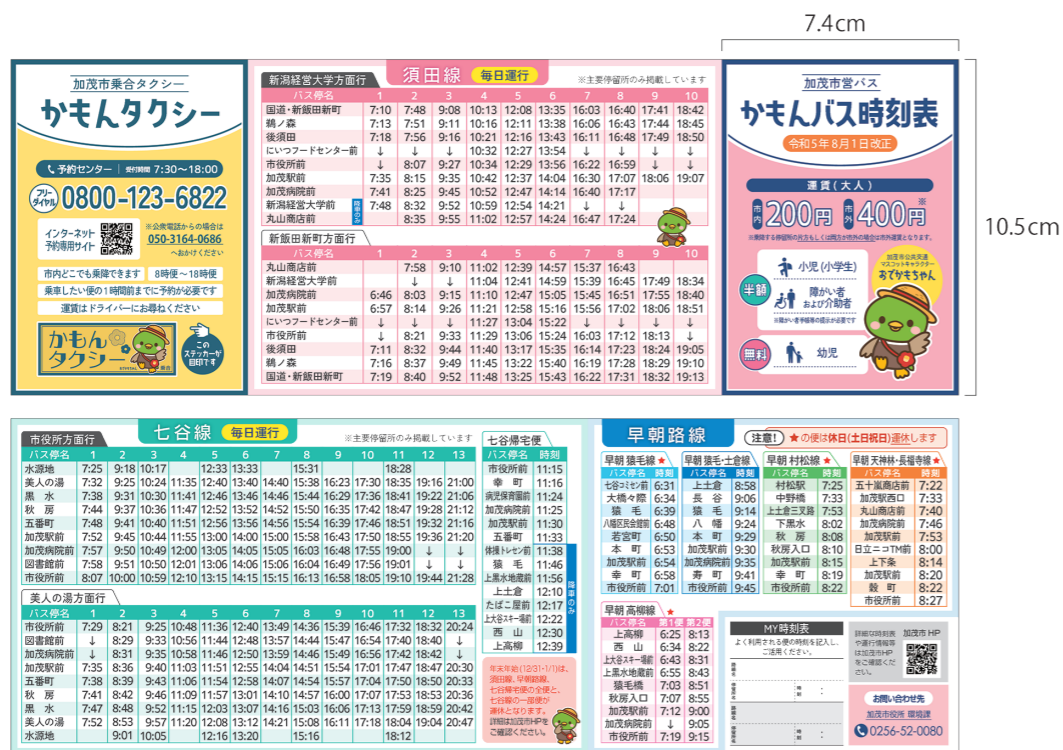 7.4cm
10.5cm
加茂市乗合タクシー
かもんタクシー
予約センター 受付時間 7:30〜18:00
フリーダイヤル 0800-123-6822
インターネット
予約専用サイト
※公衆電話からの場合は
050-3164-0686
へおかけください
市内どこでも乗降できます 8時便〜18時便
乗車したい便の1時間前までに予約が必要です
運賃はドライバーにお尋ねください
かもん
タクシー
この
ステッカーが
目印です
新潟経営大学方面行 須田線 毎日運行 ※主要停留所のみ掲載しています
バス停名 1 2 3 4 5 6 7 8 9 10
国道・新飯田新町 7:10 7:48 9:08 10:13 12:08 13:35 16:03 16:40 17:41 18:42
鵜ノ森 7:13 7:51 9:11 10:16 12:11 13:38 16:06 16:43 17:44 18:45
後須田 7:18 7:56 9:16 10:21 12:16 13:43 16:11 16:48 17:49 18:50
にいつフードセンター前 ↓ ↓ ↓ 10:32 12:27 13:54 ↓ ↓ ↓ ↓
市役所前 ↓ 8:07 9:27 10:34 12:29 13:56 16:22 16:59 ↓ ↓
加茂駅前 7:35 8:15 9:35 10:42 12:37 14:04 16:30 17:07 18:06 19:07
加茂病院前 7:41 8:25 9:45 10:52 12:47 14:14 16:40 17:17
新潟経営大学前 7:48 8:32 9:52 10:59 12:54 14:21 ↓ ↓
丸山商店前 降車のみ 8:35 9:55 11:02 12:57 14:24 16:47 17:24
新飯田新町方面行
バス停名 1 2 3 4 5 6 7 8 9 10
丸山商店前 7:58 9:10 11:02 12:39 14:57 15:37 16:43
新潟経営大学前 ↓ ↓ 11:04 12:41 14:59 15:39 16:45 17:49 18:34
加茂病院前 6:46 8:03 9:15 11:10 12:47 15:05 15:45 16:51 17:55 18:40
加茂駅前 6:57 8:14 9:26 11:21 12:58 15:16 15:56 17:02 18:06 18:51
にいつフードセンター前 ↓ ↓ ↓ 11:27 13:04 15:22 ↓ ↓ ↓ ↓
市役所前 ↓ 8:21 9:33 11:29 13:06 15:24 16:03 17:12 18:13 ↓
後須田 7:11 8:32 9:44 11:40 13:17 15:35 16:14 17:23 18:24 19:05
鵜ノ森 7:16 8:37 9:49 11:45 13:22 15:40 16:19 17:28 18:29 19:10
国道・新飯田新町 7:19 8:40 9:52 11:48 13:25 15:43 16:22 17:31 18:32 19:13
加茂市営バス
かもんバス時刻表
令和5年8月1日改正
運賃(大人)
市内 200円 市外 400円※
※乗降する停留所の片方もしくは両方が市外の場合は市外運賃となります。
半額
小児(小学生)
障がい者
および介助者
※障がい者手帳等の提示が必要です
無料 幼児
加茂市公共交通
マスコットキャラクター
おでかもちゃん
市役所方面行 七谷線 毎日運行 ※主要停留所のみ掲載しています
バス停名 1 2 3 4 5 6 7 8 9 10 11 12 13
水源地 7:25 9:18 10:17 12:33 13:33 15:31 18:28
美人の湯 7:32 9:25 10:24 11:35 12:40 13:40 14:40 15:38 16:23 17:30 18:35 19:16 21:00
黒水 7:38 9:31 10:30 11:41 12:46 13:46 14:46 15:44 16:29 17:36 18:41 19:22 21:06
秋房 7:44 9:37 10:36 11:47 12:52 13:52 14:52 15:50 16:35 17:42 18:47 19:28 21:12
五番町 7:48 9:41 10:40 11:51 12:56 13:56 14:56 15:54 16:39 17:46 18:51 19:32 21:16
加茂駅前 7:52 9:45 10:44 11:55 13:00 14:00 15:00 15:58 16:43 17:50 18:55 19:36 21:20
加茂病院前 7:57 9:50 10:49 12:00 13:05 14:05 15:05 16:03 16:48 17:55 19:00 ↓ ↓
図書館前 7:58 9:51 10:50 12:01 13:06 14:06 15:06 16:04 16:49 17:56 19:01 ↓ ↓
市役所前 8:07 10:00 10:59 12:10 13:15 14:15 15:15 16:13 16:58 18:05 19:10 19:44 21:28
美人の湯方面行
バス停名 1 2 3 4 5 6 7 8 9 10 11 12 13
市役所前 7:29 8:21 9:25 10:48 11:36 12:40 13:49 14:36 15:39 16:46 17:32 18:32 20:24
図書館前 ↓ 8:29 9:33 10:56 11:44 12:48 13:57 14:44 15:47 16:54 17:40 18:40 ↓
加茂病院前 ↓ 8:31 9:35 10:58 11:46 12:50 13:59 14:46 15:49 16:56 17:42 18:42 ↓
加茂駅前 7:35 8:36 9:40 11:03 11:51 12:55 14:04 14:51 15:54 17:01 17:47 18:47 20:30
五番町 7:38 8:39 9:43 11:06 11:54 12:58 14:07 14:54 15:57 17:04 17:50 18:50 20:33
秋房 7:41 8:42 9:46 11:09 11:57 13:01 14:10 14:57 16:00 17:07 17:53 18:53 20:36
黒水 7:47 8:48 9:52 11:15 12:03 13:07 14:16 15:03 16:06 17:13 17:59 18:59 20:42
美人の湯 7:52 8:53 9:57 11:20 12:08 13:12 14:21 15:08 16:11 17:18 18:04 19:04 20:47
水源地 9:01 10:05 12:16 13:20 15:16 18:12
七谷帰宅便
バス停名 時刻
市役所前 11:15
幸町 11:16
病児保育園前 11:24
加茂病院前 11:25
加茂駅前 11:30
五番町 11:33
体操トレセン前 11:38
猿毛 11:46
上黒水地蔵前 11:56
上土倉 12:10
たばこ屋前 12:17
上大谷スキー場前 12:22
西山 12:30
上高柳 12:39
降車のみ
年末年始(12/31・1/1)は、
須田線、早朝路線、
七谷帰宅便の全便と、
七谷線の一部便が
運休となります。
詳細は加茂市HPを
ご確認ください。
早朝路線 注意! ★の便は休日(土日祝日)運休します
早朝 猿毛線★
バス停名 時刻
七谷コミセン前 6:31
大橋々際 6:34
猿毛 6:39
八幡区民会館前 6:48
若宮町 6:50
本町 6:53
加茂駅前 6:54
幸町 6:58
市役所前 7:01
早朝 猿毛・土倉線
バス停名 時刻
上土倉 8:58
長谷 9:06
猿毛 9:14
八幡 9:24
本町 9:29
加茂駅前 9:30
加茂病院前 9:35
寿町 9:41
市役所前 9:45
早朝 村松線★
バス停名 時刻
村松駅 7:25
中野橋 7:33
上土倉三叉路 7:53
下黒水 8:02
秋房 8:08
秋房入口 8:10
加茂駅前 8:15
幸町 8:19
市役所前 8:22
早朝 天神林・長福寺線★
バス停名 時刻
五十嵐商店前 7:22
加茂駅西口 7:33
丸山商店前 7:40
加茂病院前 7:46
加茂駅前 7:53
日立ニコTM前 8:00
上下条 8:14
加茂駅前 8:20
穀町 8:22
市役所前 8:27
早朝 高柳線★
バス停名 第1便 第2便
上高柳 6:25 8:13
西山 6:34 8:22
上大谷スキー場前 6:43 8:31
上黒水地蔵前 6:55 8:43
猿毛橋 7:03 8:51
秋房入口 7:07 8:55
加茂駅前 7:12 9:00
加茂病院前 ↓ 9:05
市役所前 7:19 9:15
MY時刻表
よく利用される便の時刻を記入し、
ご活用ください。
詳細な時刻表
や運行情報等
は加茂市HP
をご確認くだ
さい。
加茂市HP
お問い合わせ先
加茂市役所 環境課
0256-52-0080